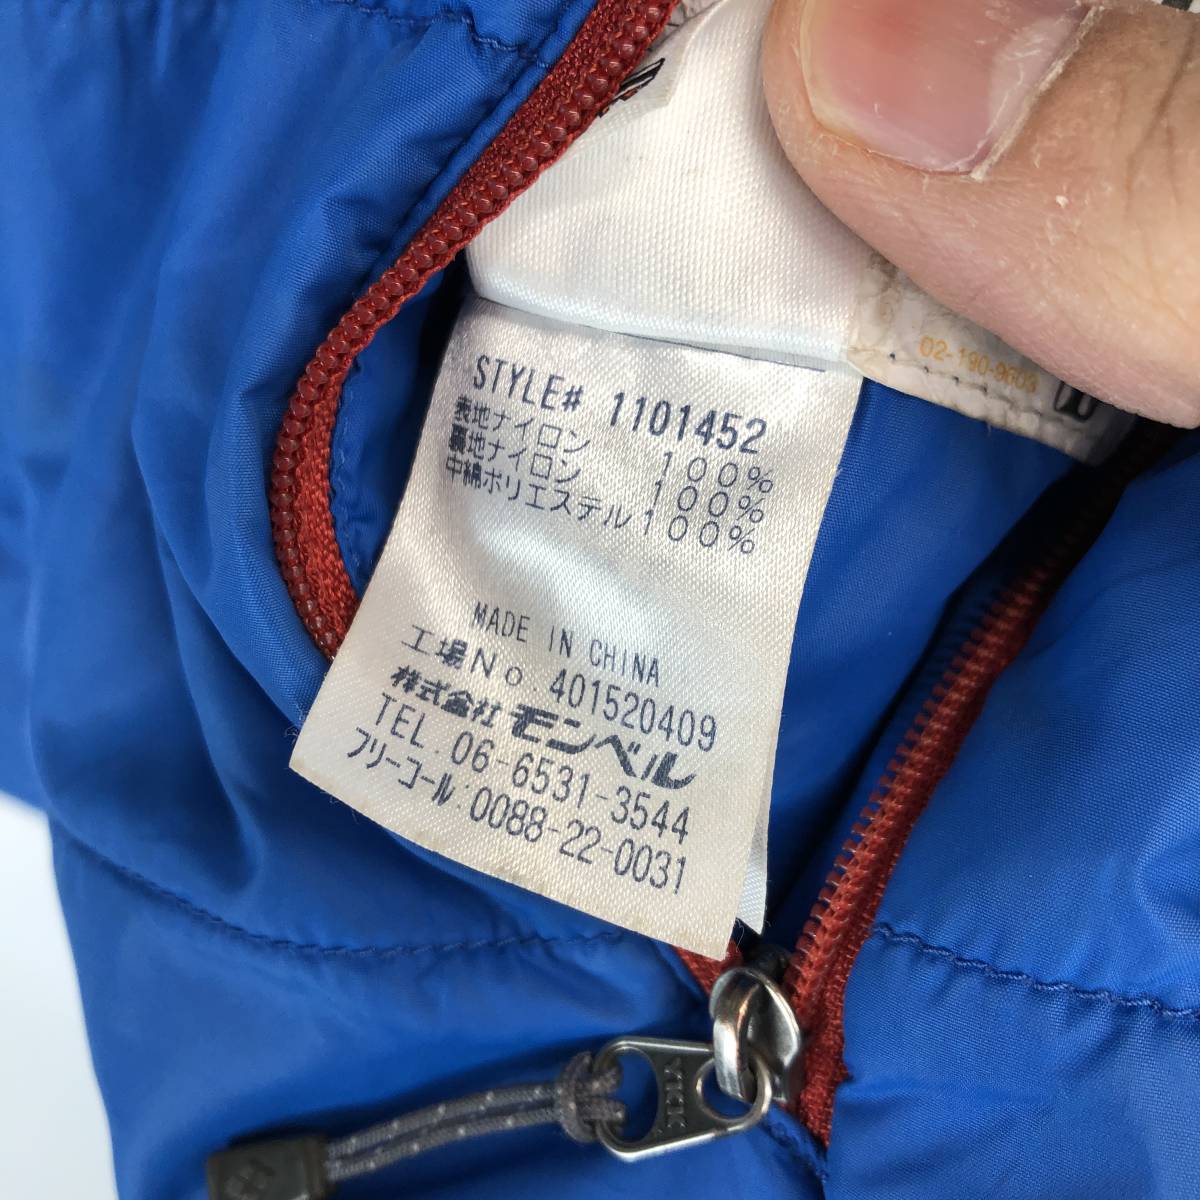 02-190-9603
STYLE# 1101452
表地ナイロン 100%
裏地ナイロン 100%
中綿ポリエステル100%
MADE IN CHINA
工場No.401520409
株式会社モンベル
TEL.06-6531-3544
フリーコール:0088-22-0031
YKK